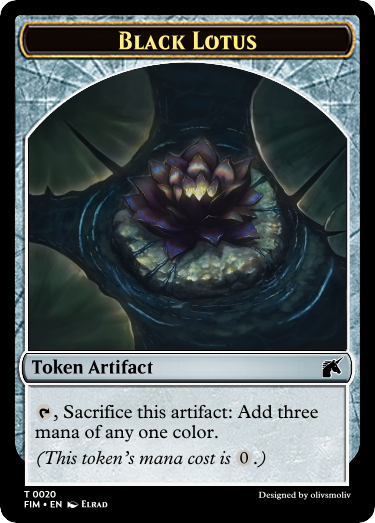 Black Lotus
Token Artifact
, Sacrifice this artifact: Add three
mana of any one color.
(This token's mana cost is 0.)
T 0020
FIM • EN Elrad
Designed by olivsmoliv